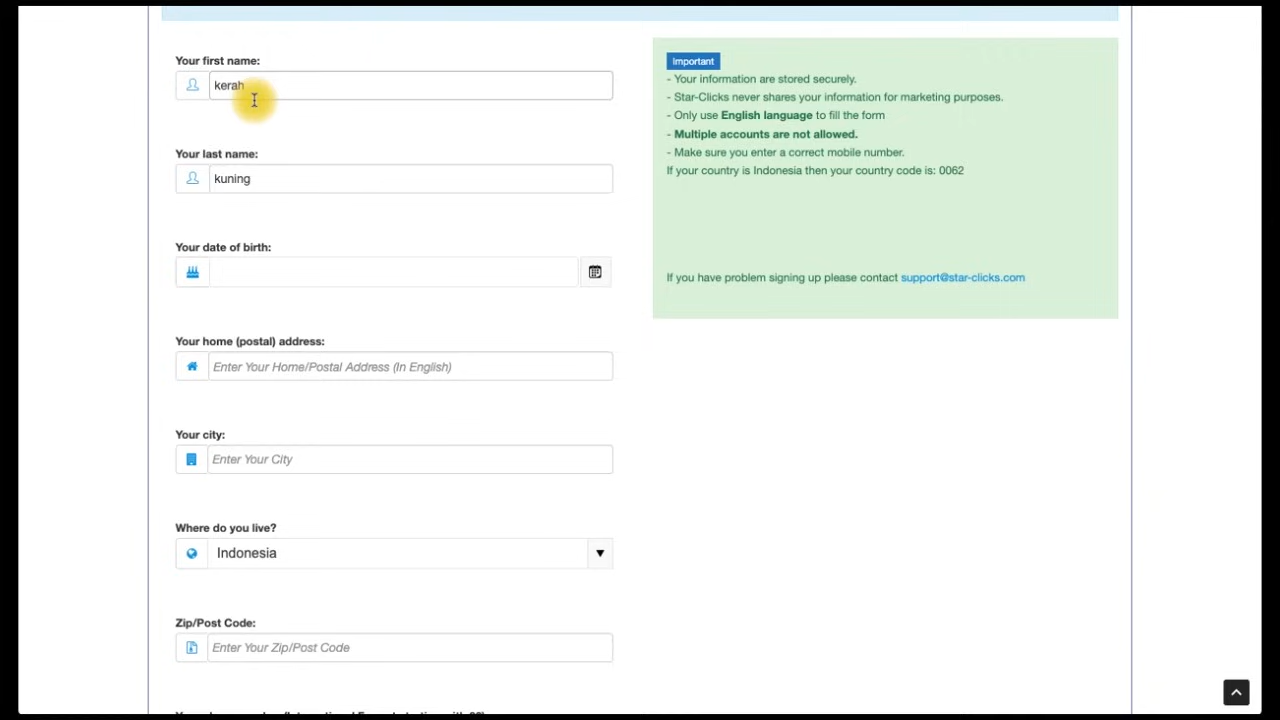 Your first name:
kerah
Your last name:
kuning
Your date of birth:
Your home (postal) address:
Enter Your Home/Postal Address (In English)
Your city:
Enter Your City
Where do you live?
Indonesia
Zip/Post Code:
Enter Your Zip/Post Code
Important
- Your information are stored securely.
- Star-Clicks never shares your information for marketing purposes.
- Only use English language to fill the form
- Multiple accounts are not allowed.
- Make sure you enter a correct mobile number.
If your country is Indonesia then your country code is: 0062
If you have problem signing up please contact support@star-clicks.com